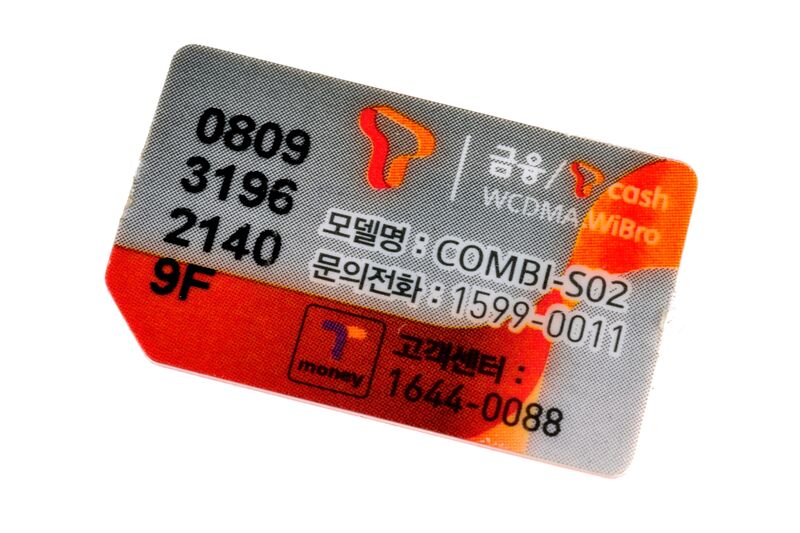 0809
3196
2140
9F
T | 금융/T cash
WCDMA.WiBro
모델명 : COMBI-S02
문의전화 : 1599-0011
T
money
고객센터 :
1644-0088